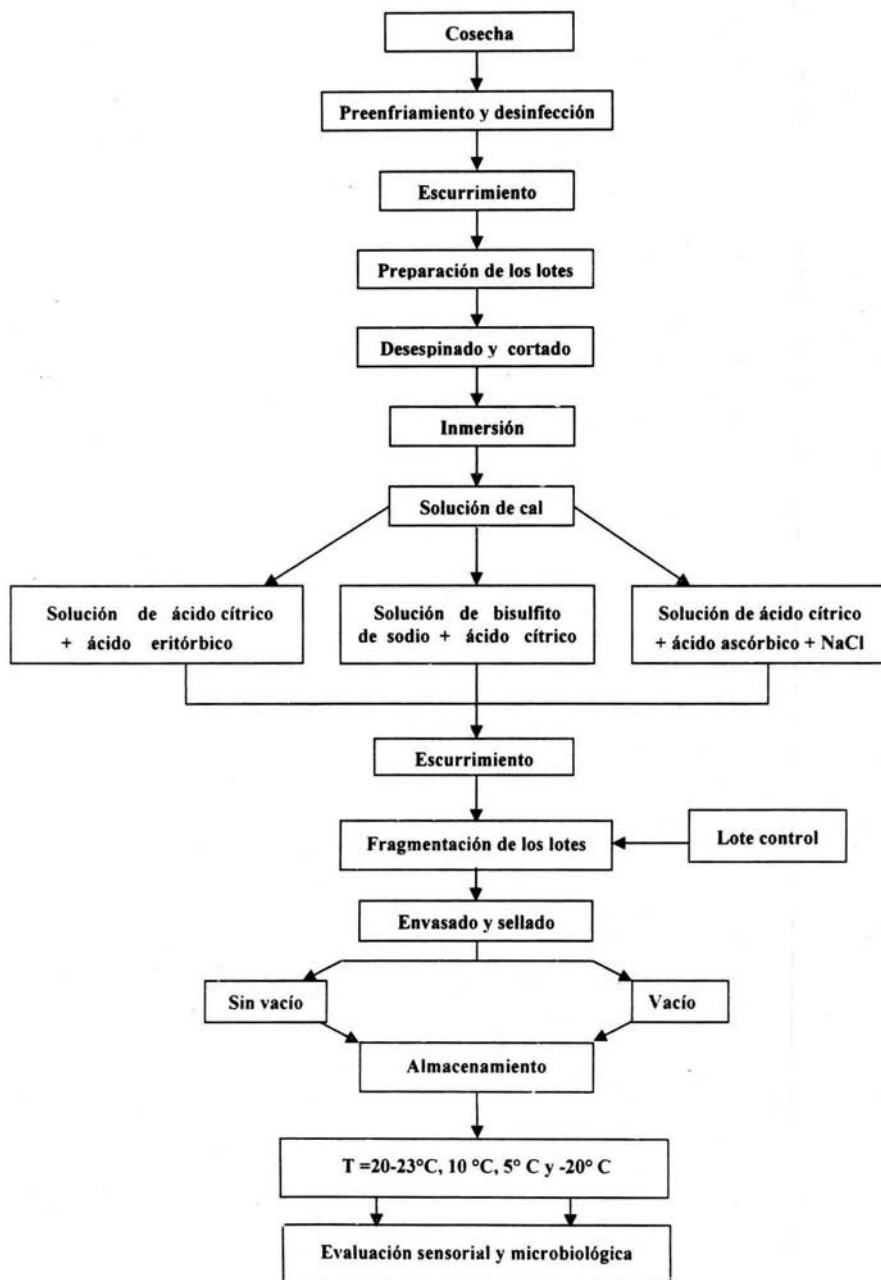 Cosecha
Preenfriamiento y desinfección
Escurrimiento
Preparación de los lotes
Desespinado y cortado
Inmersión
Solución de cal
Solución de ácido cítrico
+ ácido eritórbico
Solución de bisulfito
de sodio + ácido cítrico
Solución de ácido cítrico
+ ácido ascórbico + NaCl
Escurrimiento
Fragmentación de los lotes
Lote control
Envasado y sellado
Sin vacío
Vacío
Almacenamiento
T =20-23°C, 10 °C, 5° C y -20° C
Evaluación sensorial y microbiológica